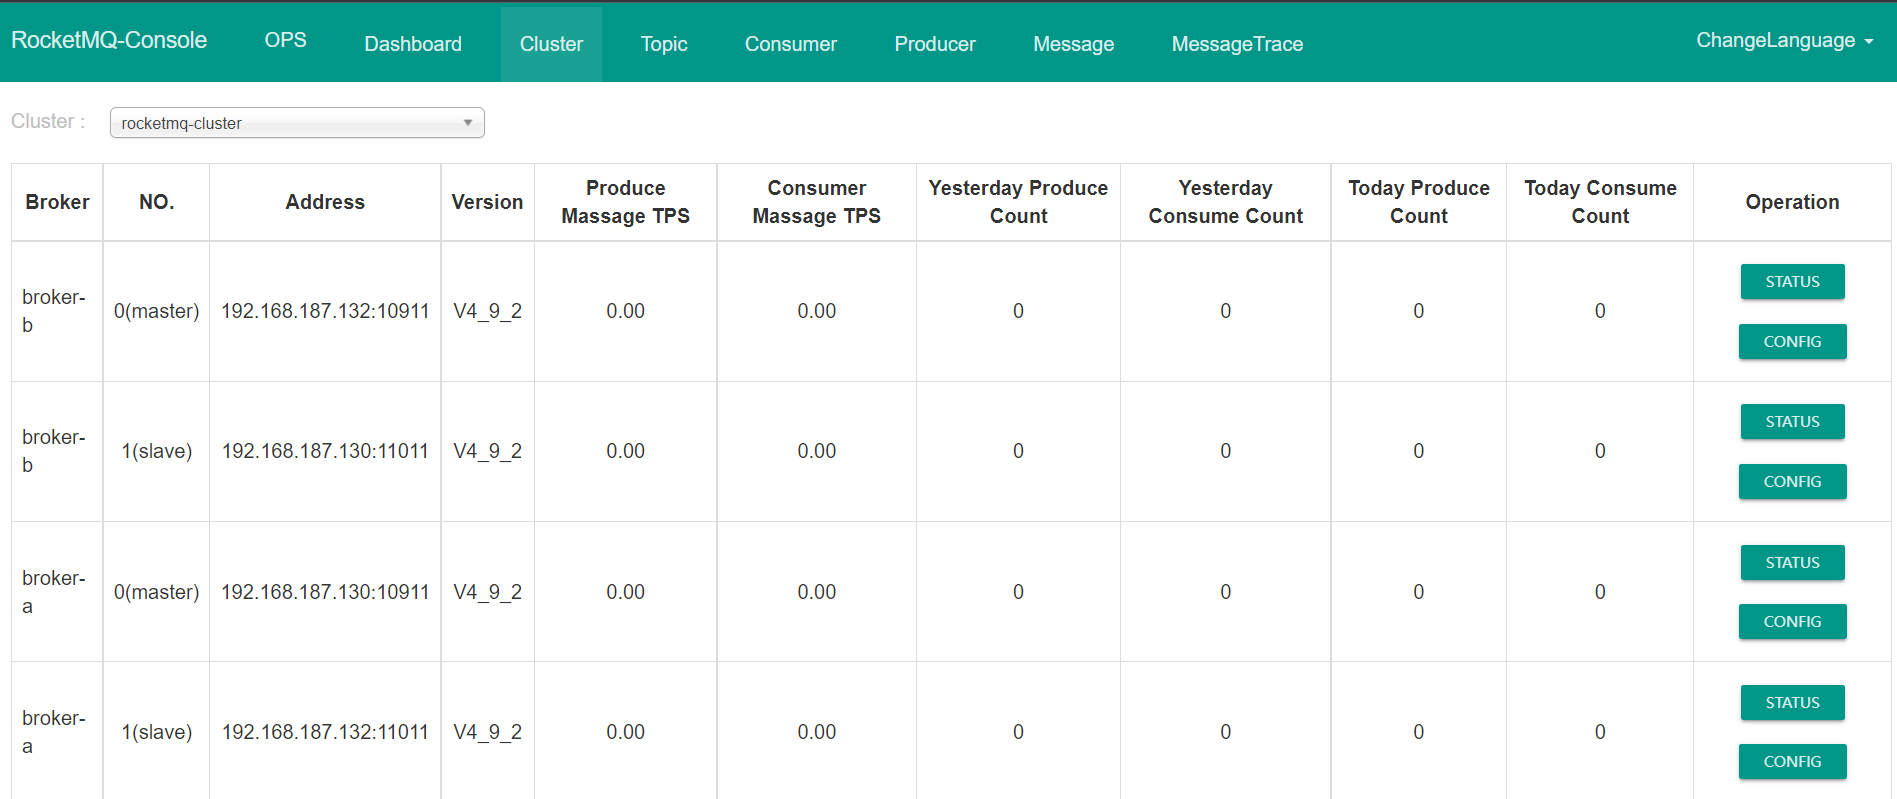 RocketMQ-Console OPS Dashboard Cluster Topic Consumer Producer Message MessageTrace ChangeLanguage
Cluster : rocketmq-cluster
Broker NO. Address Version Produce Massage TPS Consumer Massage TPS Yesterday Produce Count Yesterday Consume Count Today Produce Count Today Consume Count Operation
broker-b 0(master) 192.168.187.132:10911 V4_9_2 0.00 0.00 0 0 0 0 STATUS CONFIG
broker-b 1(slave) 192.168.187.130:11011 V4_9_2 0.00 0.00 0 0 0 0 STATUS CONFIG
broker-a 0(master) 192.168.187.130:10911 V4_9_2 0.00 0.00 0 0 0 0 STATUS CONFIG
broker-a 1(slave) 192.168.187.132:11011 V4_9_2 0.00 0.00 0 0 0 0 STATUS CONFIG